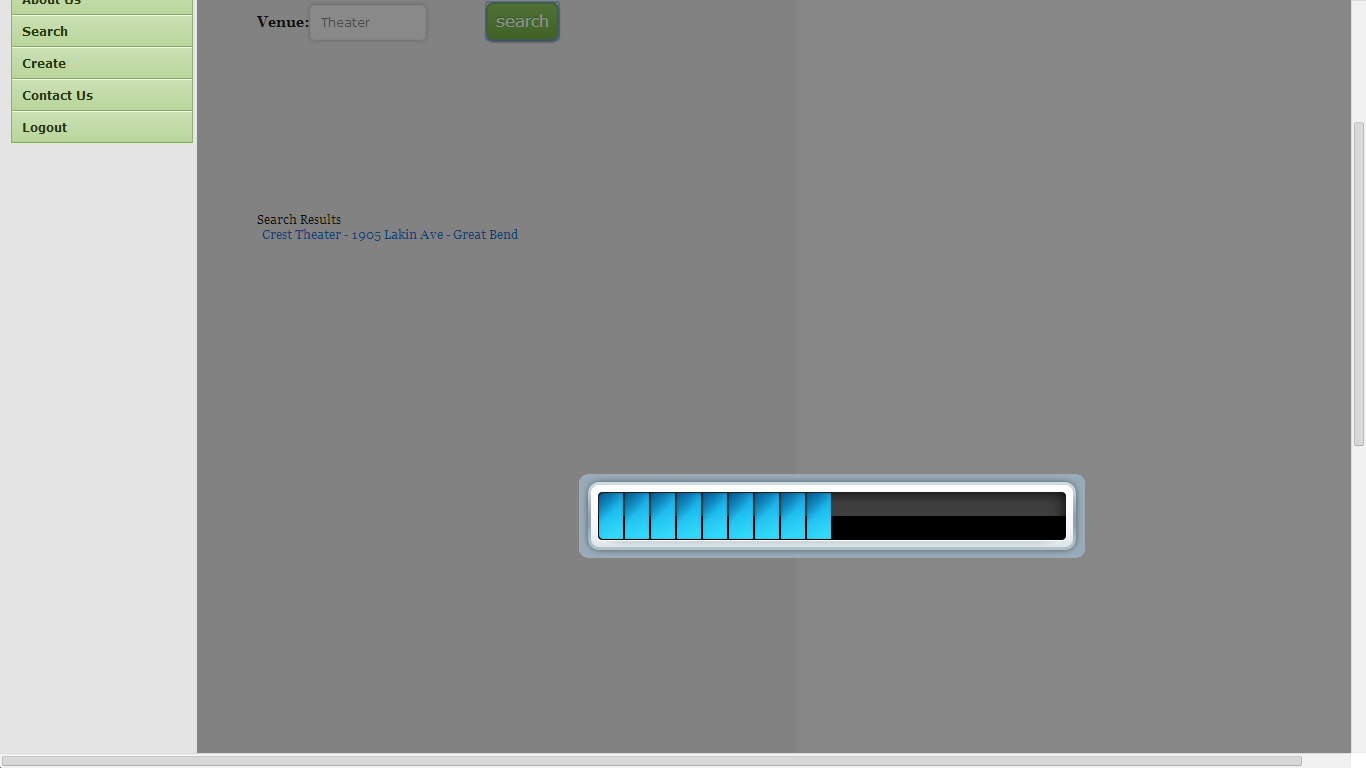 About Us
Search
Create
Contact Us
Logout
Venue: Theater search
Search Results
Crest Theater - 1905 Lakin Ave - Great Bend